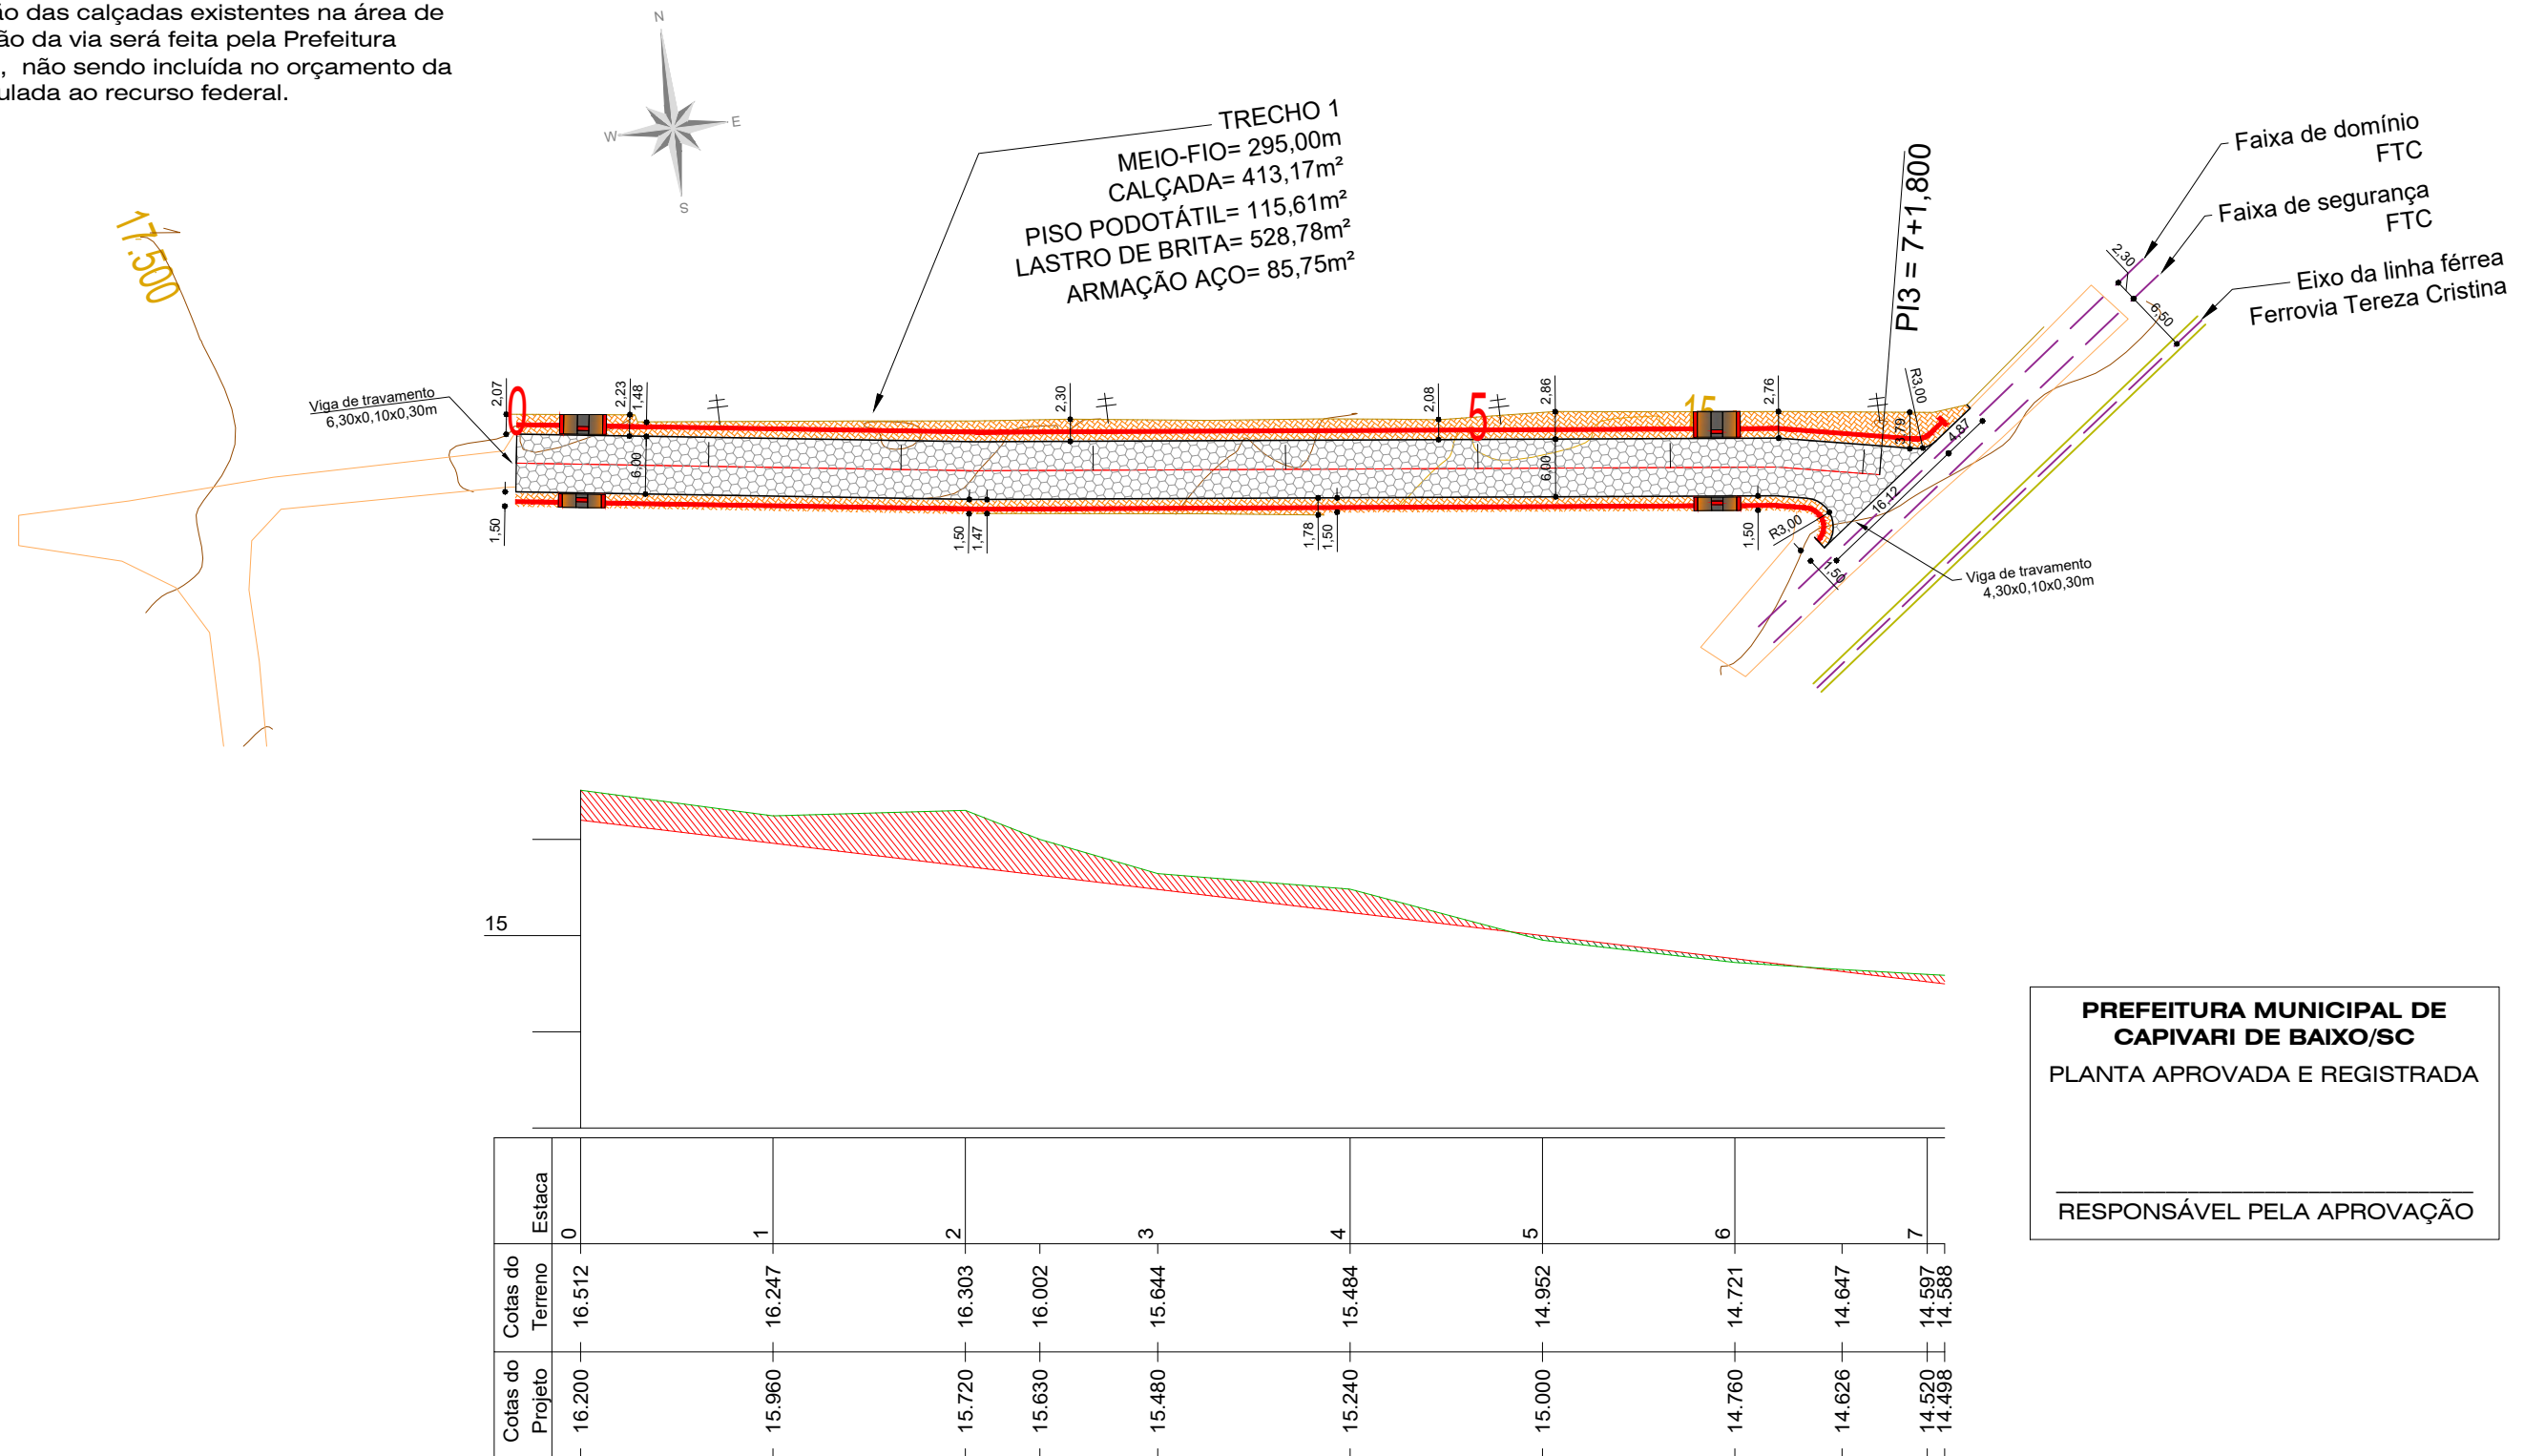 ão das calçadas existentes na área de
ão da via será feita pela Prefeitura
, não sendo incluída no orçamento da
ulada ao recurso federal.
N
W
E
S
TRECHO 1
MEIO-FIO= 295,00m
CALÇADA= 413,17m²
PISO PODOTÁTIL= 115,61m²
LASTRO DE BRITA= 528,78m²
ARMAÇÃO AÇO= 85,75m²
PI3 = 7+1,800
Faixa de domínio
FTC
Faixa de segurança
FTC
Eixo da linha férrea
Ferrovia Tereza Cristina
2,30
6,50
17.500
Viga de travamento
6,30x0,10x0,30m
2,07
0
2,23
1,48
2,30
2,08
5
2,86
15
2,76
R3,00
3,79
4,87
6,00
6,00
16,12
1,50
1,50
1,47
1,78
1,50
1,50
R3,00
1,50
Viga de travamento
4,30x0,10x0,30m
15
Estaca
0
1
2
3
4
5
6
7
Cotas do
Terreno
16.512
16.247
16.303
16.002
15.644
15.484
14.952
14.721
14.647
14.597
14.588
Cotas do
Projeto
16.200
15.960
15.720
15.630
15.480
15.240
15.000
14.760
14.626
14.520
14.498
PREFEITURA MUNICIPAL DE
CAPIVARI DE BAIXO/SC
PLANTA APROVADA E REGISTRADA
RESPONSÁVEL PELA APROVAÇÃO